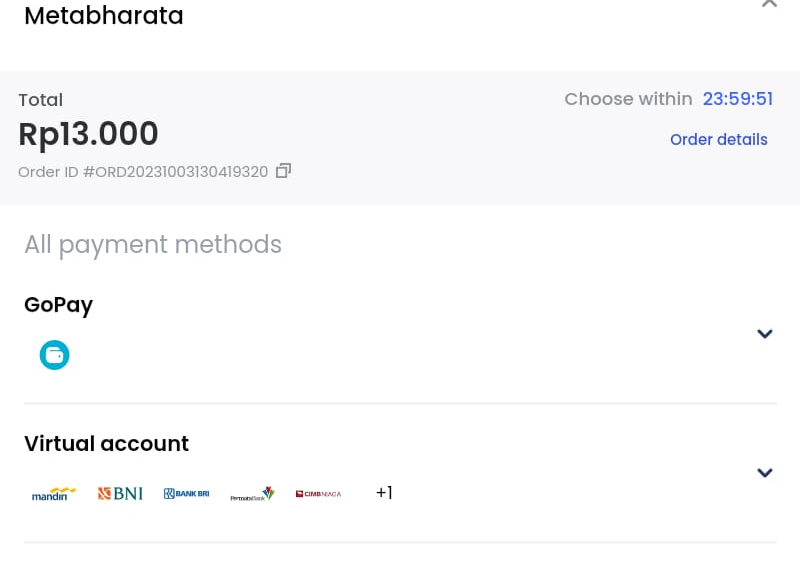 Metabharata
Total
Choose within 23:59:51
Rp13.000
Order details
Order ID #ORD20231003130419320
All payment methods
GoPay
Virtual account
mandiri BNI BANK BRI PermataBank CIMB NIAGA +1